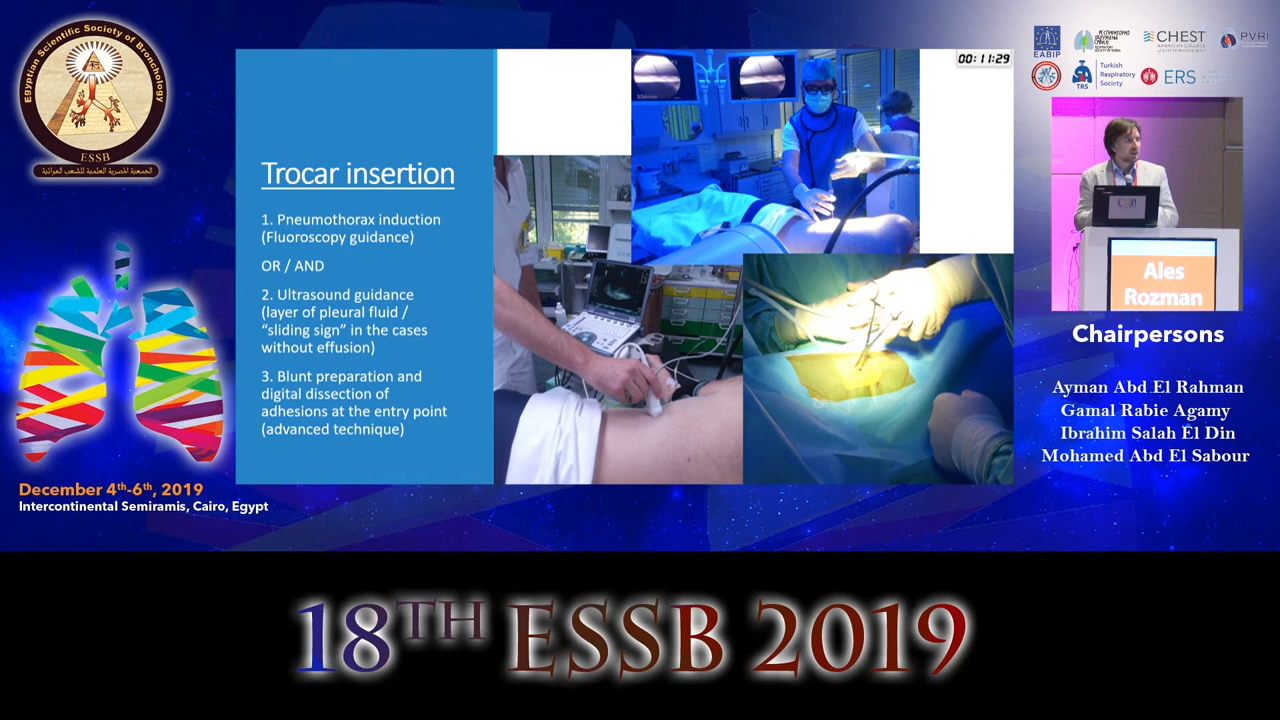 Egyptian Scientific Society of Bronchology
ESSB
الجمعية المصرية العلمية للشعب الهوائية
December 4th-6th, 2019
Intercontinental Semiramis, Cairo, Egypt
Trocar insertion
1. Pneumothorax induction
(Fluoroscopy guidance)
OR / AND
2. Ultrasound guidance
(layer of pleural fluid /
“sliding sign” in the cases
without effusion)
3. Blunt preparation and
digital dissection of
adhesions at the entry point
(advanced technique)
00:11:29
EABIP
CHEST
AMERICAN COLLEGE
PVRI
TRS
Turkish
Respiratory
Society
ERS
Ales
Rozman
Chairpersons
Ayman Abd El Rahman
Gamal Rabie Agamy
Ibrahim Salah El Din
Mohamed Abd El Sabour
18TH ESSB 2019